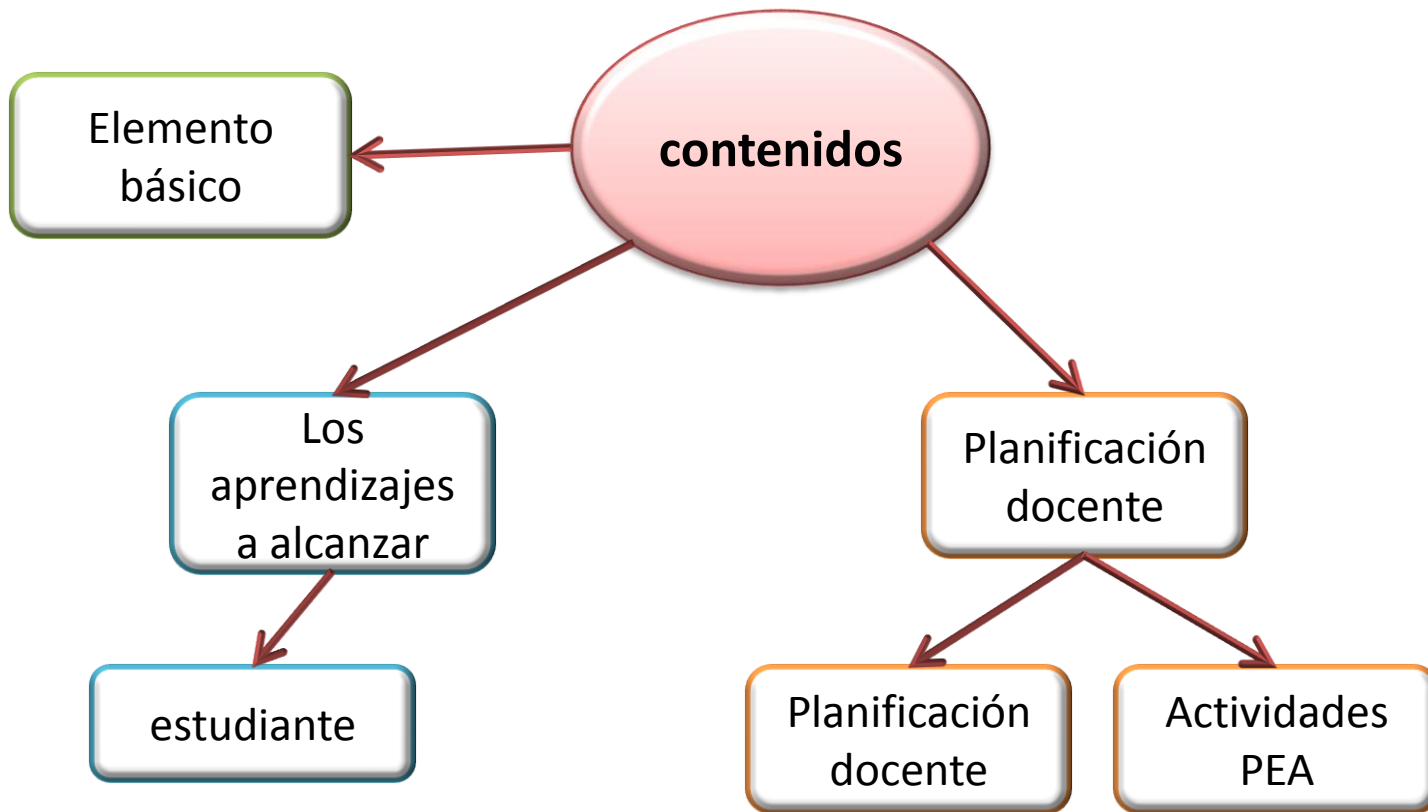 Elemento
básico
contenidos
Los
aprendizajes
a alcanzar
Planificación
docente
estudiante
Planificación
docente
Actividades
PEA